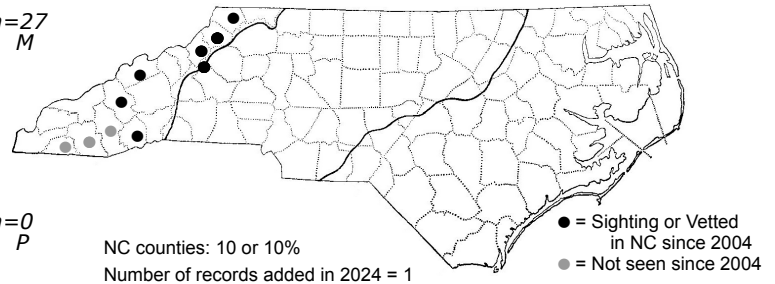 n=27
M
n=0
P
NC counties: 10 or 10%
Number of records added in 2024 = 1
● = Sighting or Vetted
in NC since 2004
● = Not seen since 2004